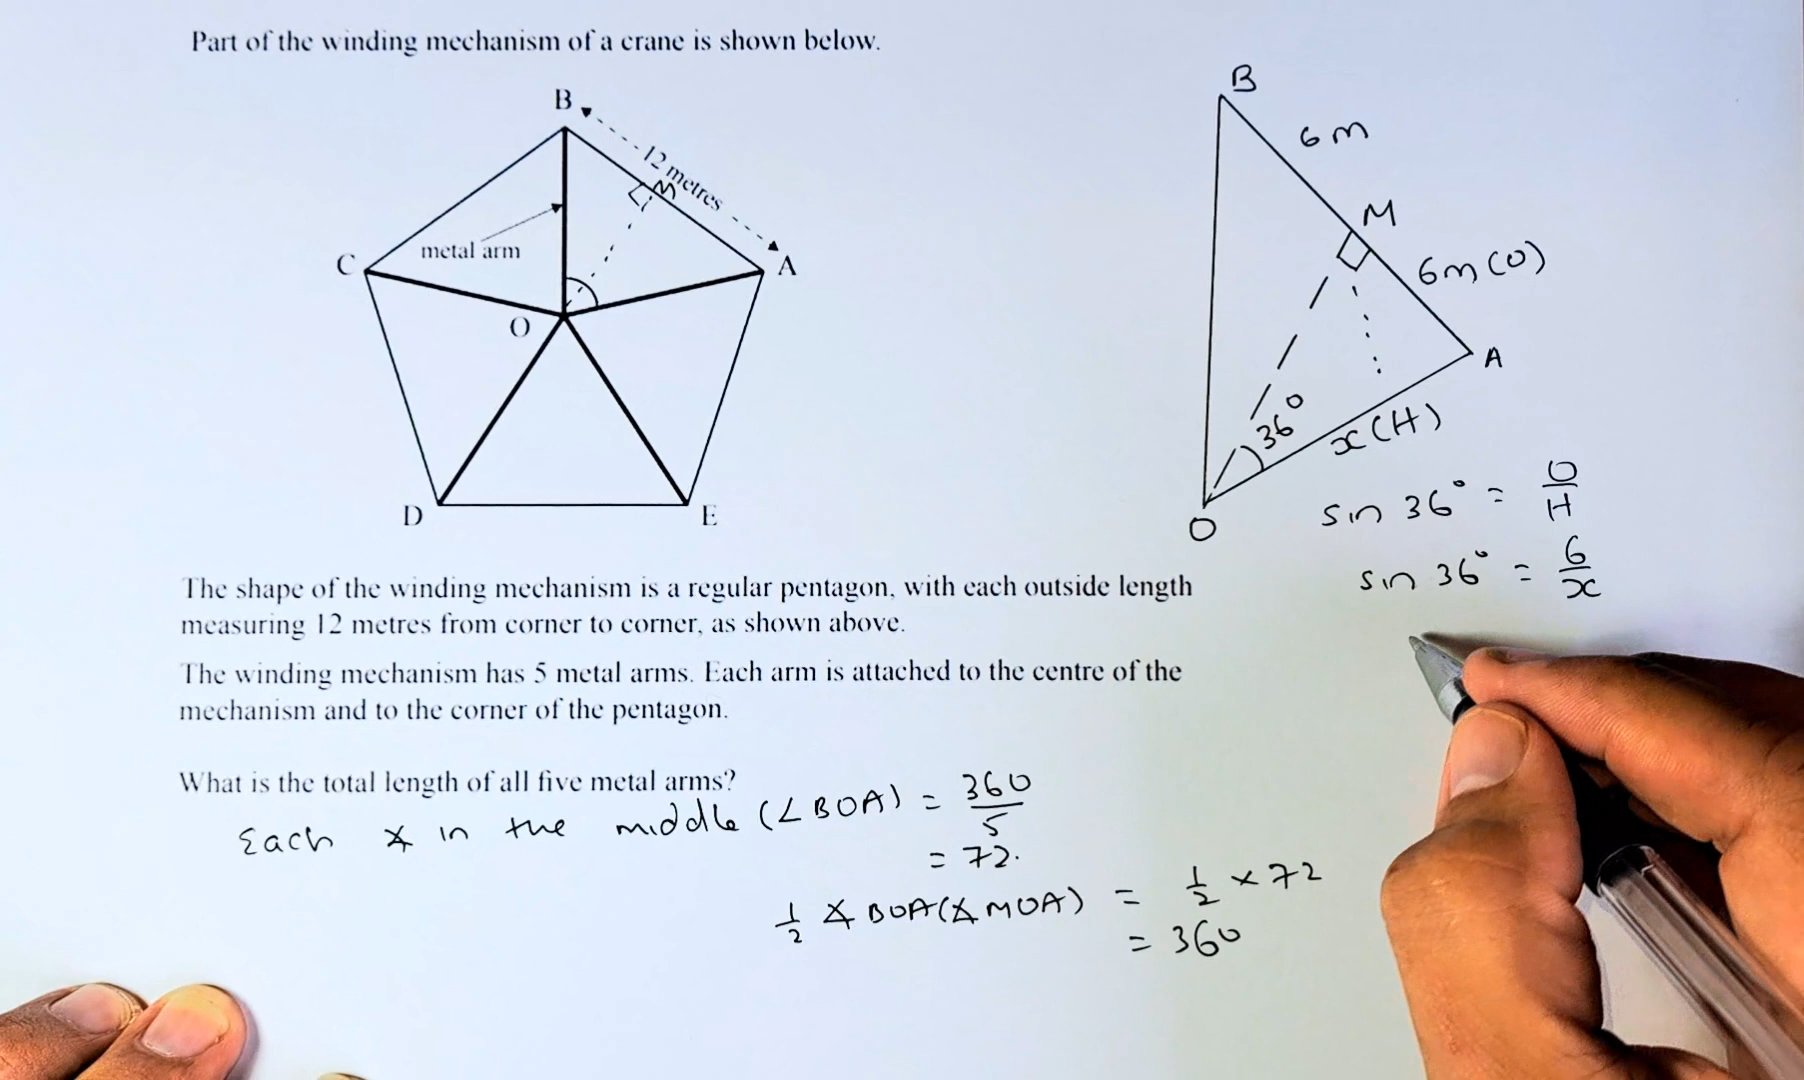 Part of the winding mechanism of a crane is shown below.
B
12 metres
M
metal arm
C
A
O
D
E
B
6 m
M
6m (O)
A
36°
x (H)
O
sin 36° = O/H
sin 36° = 6/x
The shape of the winding mechanism is a regular pentagon, with each outside length
measuring 12 metres from corner to corner, as shown above.
The winding mechanism has 5 metal arms. Each arm is attached to the centre of the
mechanism and to the corner of the pentagon.
What is the total length of all five metal arms?
Each ∡ in the middle (∠BOA) = 360/5
= 72.
1/2 ∡ BOA (∡ MOA) = 1/2 × 72
= 36°